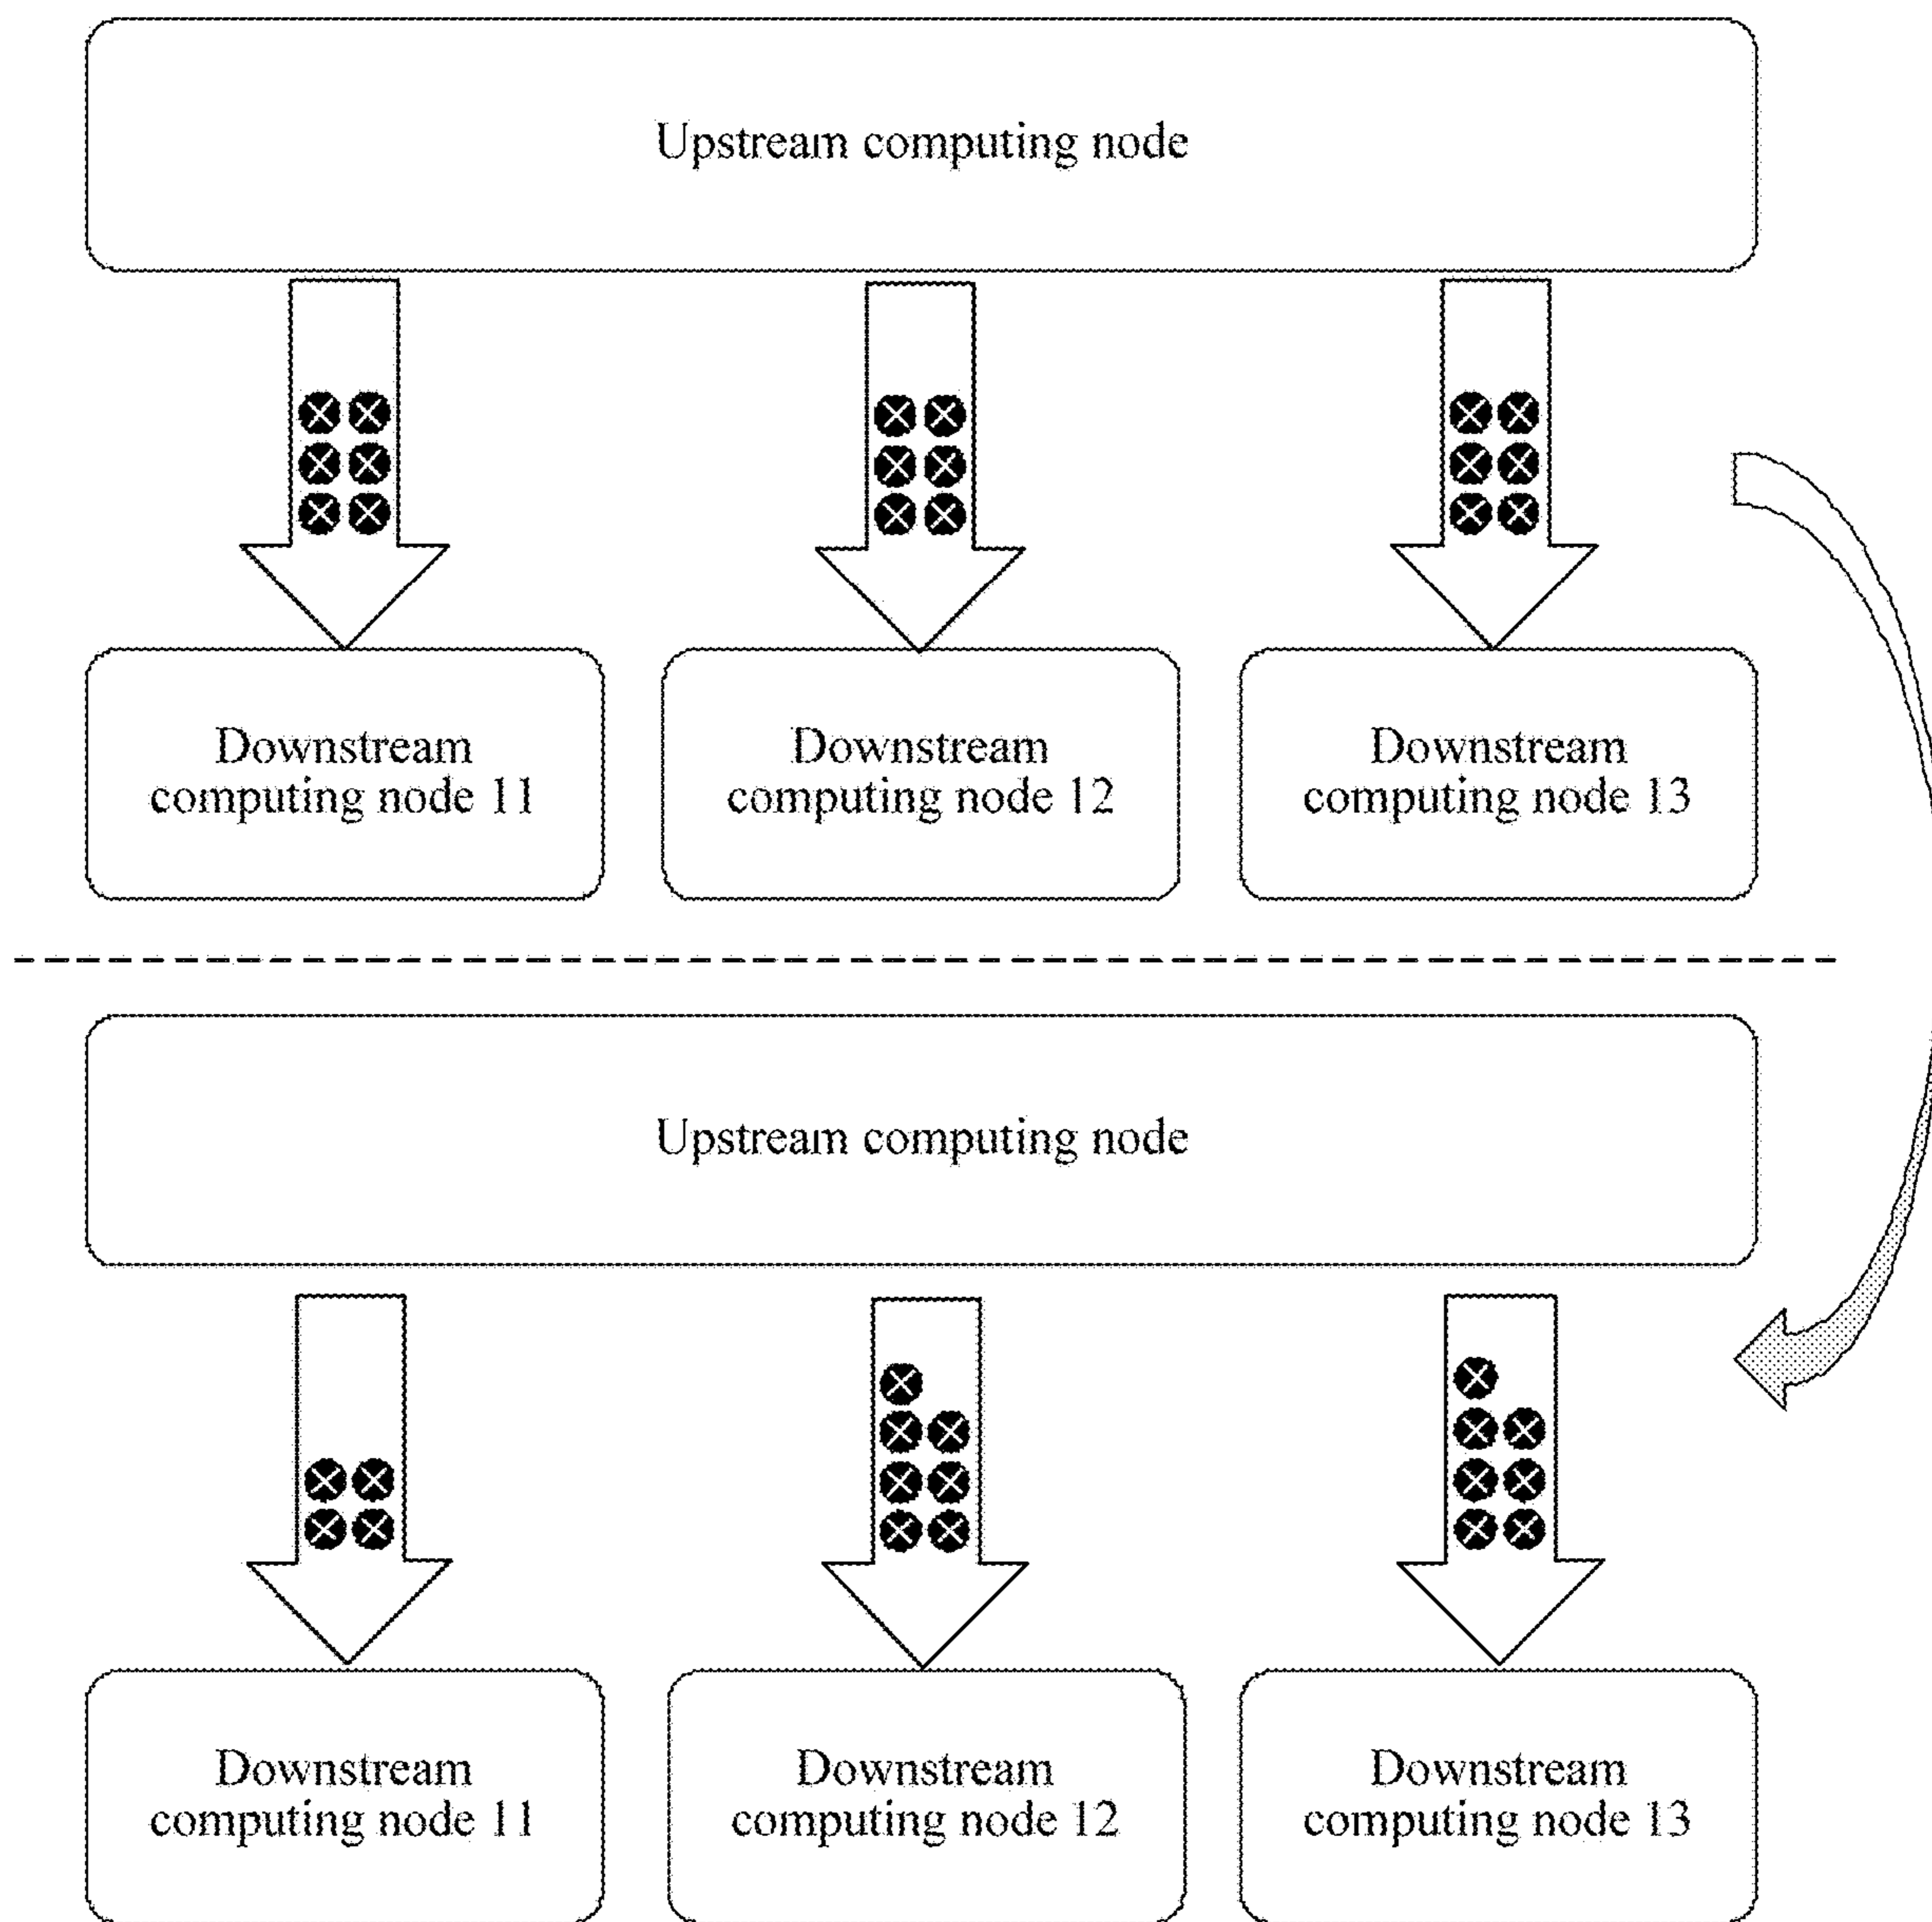 Upstream computing node
Downstream
computing node 11
Downstream
computing node 12
Downstream
computing node 13
Upstream computing node
Downstream
computing node 11
Downstream
computing node 12
Downstream
computing node 13